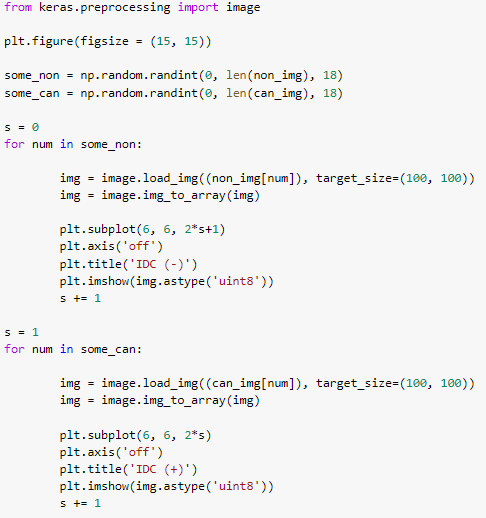 from keras.preprocessing import image
plt.figure(figsize = (15, 15))
some_non = np.random.randint(0, len(non_img), 18)
some_can = np.random.randint(0, len(can_img), 18)
s = 0
for num in some_non:
        img = image.load_img((non_img[num]), target_size=(100, 100))
        img = image.img_to_array(img)
        plt.subplot(6, 6, 2*s+1)
        plt.axis('off')
        plt.title('IDC (-)')
        plt.imshow(img.astype('uint8'))
        s += 1
s = 1
for num in some_can:
        img = image.load_img((can_img[num]), target_size=(100, 100))
        img = image.img_to_array(img)
        plt.subplot(6, 6, 2*s)
        plt.axis('off')
        plt.title('IDC (+)')
        plt.imshow(img.astype('uint8'))
        s += 1